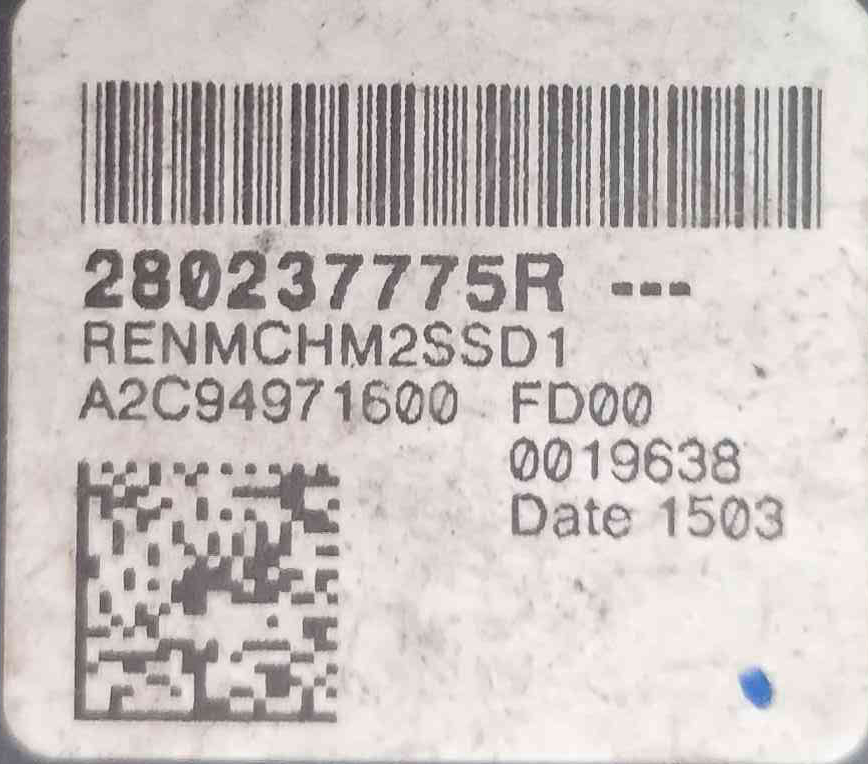 280237775R ---
RENMCHM2SSD1
A2C94971600 FD00
0019638
Date 1503